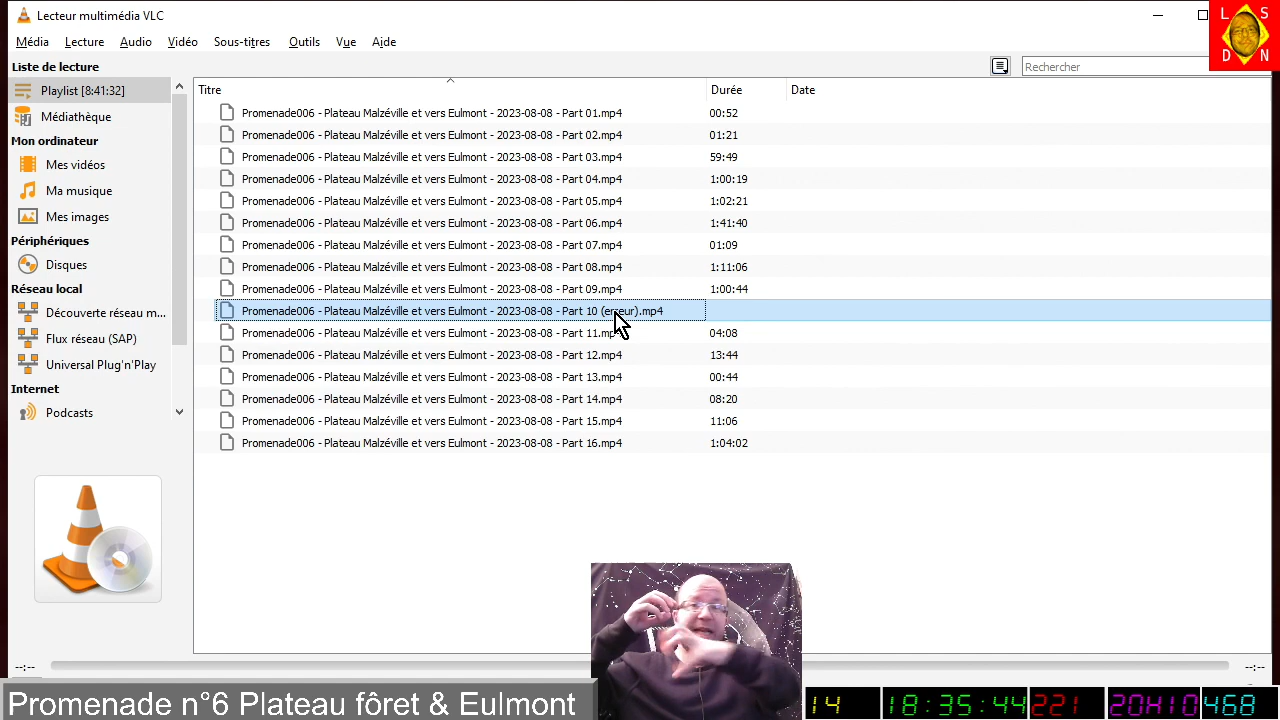 Lecteur multimédia VLC
L S
D N
Média Lecture Audio Vidéo Sous-titres Outils Vue Aide
Liste de lecture
Rechercher
Playlist [8:41:32]
Médiathèque
Mon ordinateur
Mes vidéos
Ma musique
Mes images
Périphériques
Disques
Réseau local
Découverte réseau m...
Flux réseau (SAP)
Universal Plug'n'Play
Internet
Podcasts
Titre Durée Date
Promenade006 - Plateau Malzéville et vers Eulmont - 2023-08-08 - Part 01.mp4 00:52
Promenade006 - Plateau Malzéville et vers Eulmont - 2023-08-08 - Part 02.mp4 01:21
Promenade006 - Plateau Malzéville et vers Eulmont - 2023-08-08 - Part 03.mp4 59:49
Promenade006 - Plateau Malzéville et vers Eulmont - 2023-08-08 - Part 04.mp4 1:00:19
Promenade006 - Plateau Malzéville et vers Eulmont - 2023-08-08 - Part 05.mp4 1:02:21
Promenade006 - Plateau Malzéville et vers Eulmont - 2023-08-08 - Part 06.mp4 1:41:40
Promenade006 - Plateau Malzéville et vers Eulmont - 2023-08-08 - Part 07.mp4 01:09
Promenade006 - Plateau Malzéville et vers Eulmont - 2023-08-08 - Part 08.mp4 1:11:06
Promenade006 - Plateau Malzéville et vers Eulmont - 2023-08-08 - Part 09.mp4 1:00:44
Promenade006 - Plateau Malzéville et vers Eulmont - 2023-08-08 - Part 10 (erreur).mp4
Promenade006 - Plateau Malzéville et vers Eulmont - 2023-08-08 - Part 11.mp4 04:08
Promenade006 - Plateau Malzéville et vers Eulmont - 2023-08-08 - Part 12.mp4 13:44
Promenade006 - Plateau Malzéville et vers Eulmont - 2023-08-08 - Part 13.mp4 00:44
Promenade006 - Plateau Malzéville et vers Eulmont - 2023-08-08 - Part 14.mp4 08:20
Promenade006 - Plateau Malzéville et vers Eulmont - 2023-08-08 - Part 15.mp4 11:06
Promenade006 - Plateau Malzéville et vers Eulmont - 2023-08-08 - Part 16.mp4 1:04:02
--:-- --:--
Promenade n°6 Plateau fôret & Eulmont 14 18:35:44 221 20H10 468